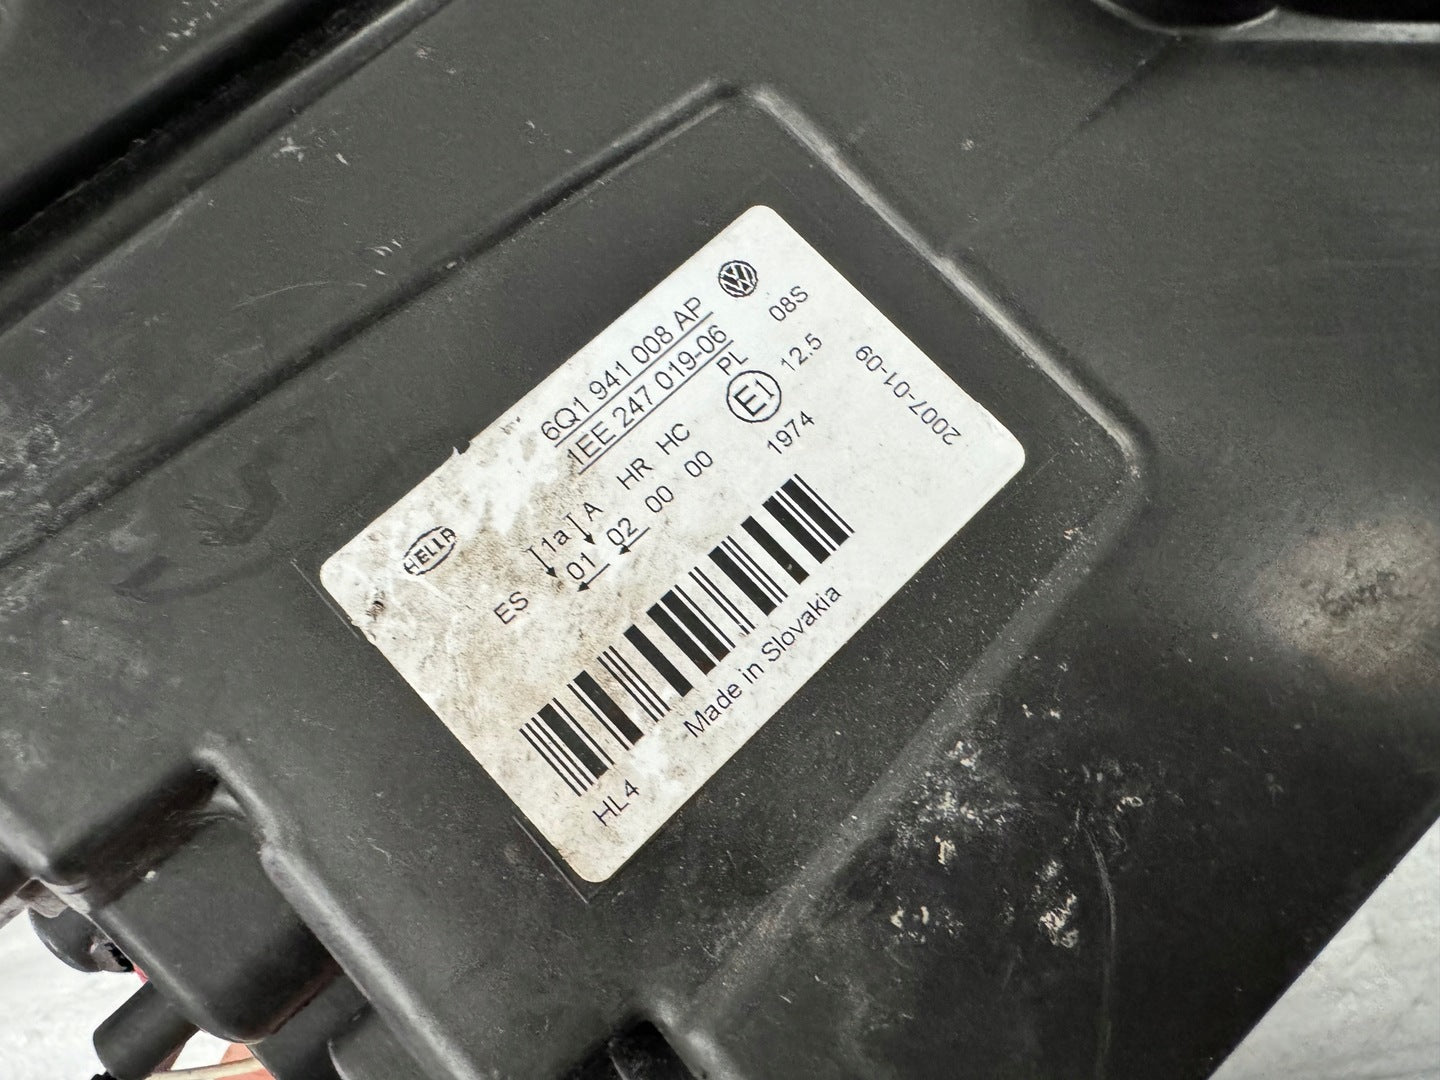 6Q1 941 008 AP
1EE 247 019-06
08S
PL
HELLA
1a A HR HC
E1
12.5
ES 01 02 00 00
1974
2007-01-09
Made in Slovakia
HL4